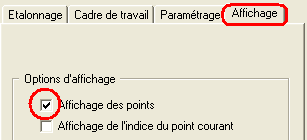 Etalonnage Cadre de travail Paramétrage Affichage
Options d'affichage
Affichage des points
Affichage de l'indice du point courant